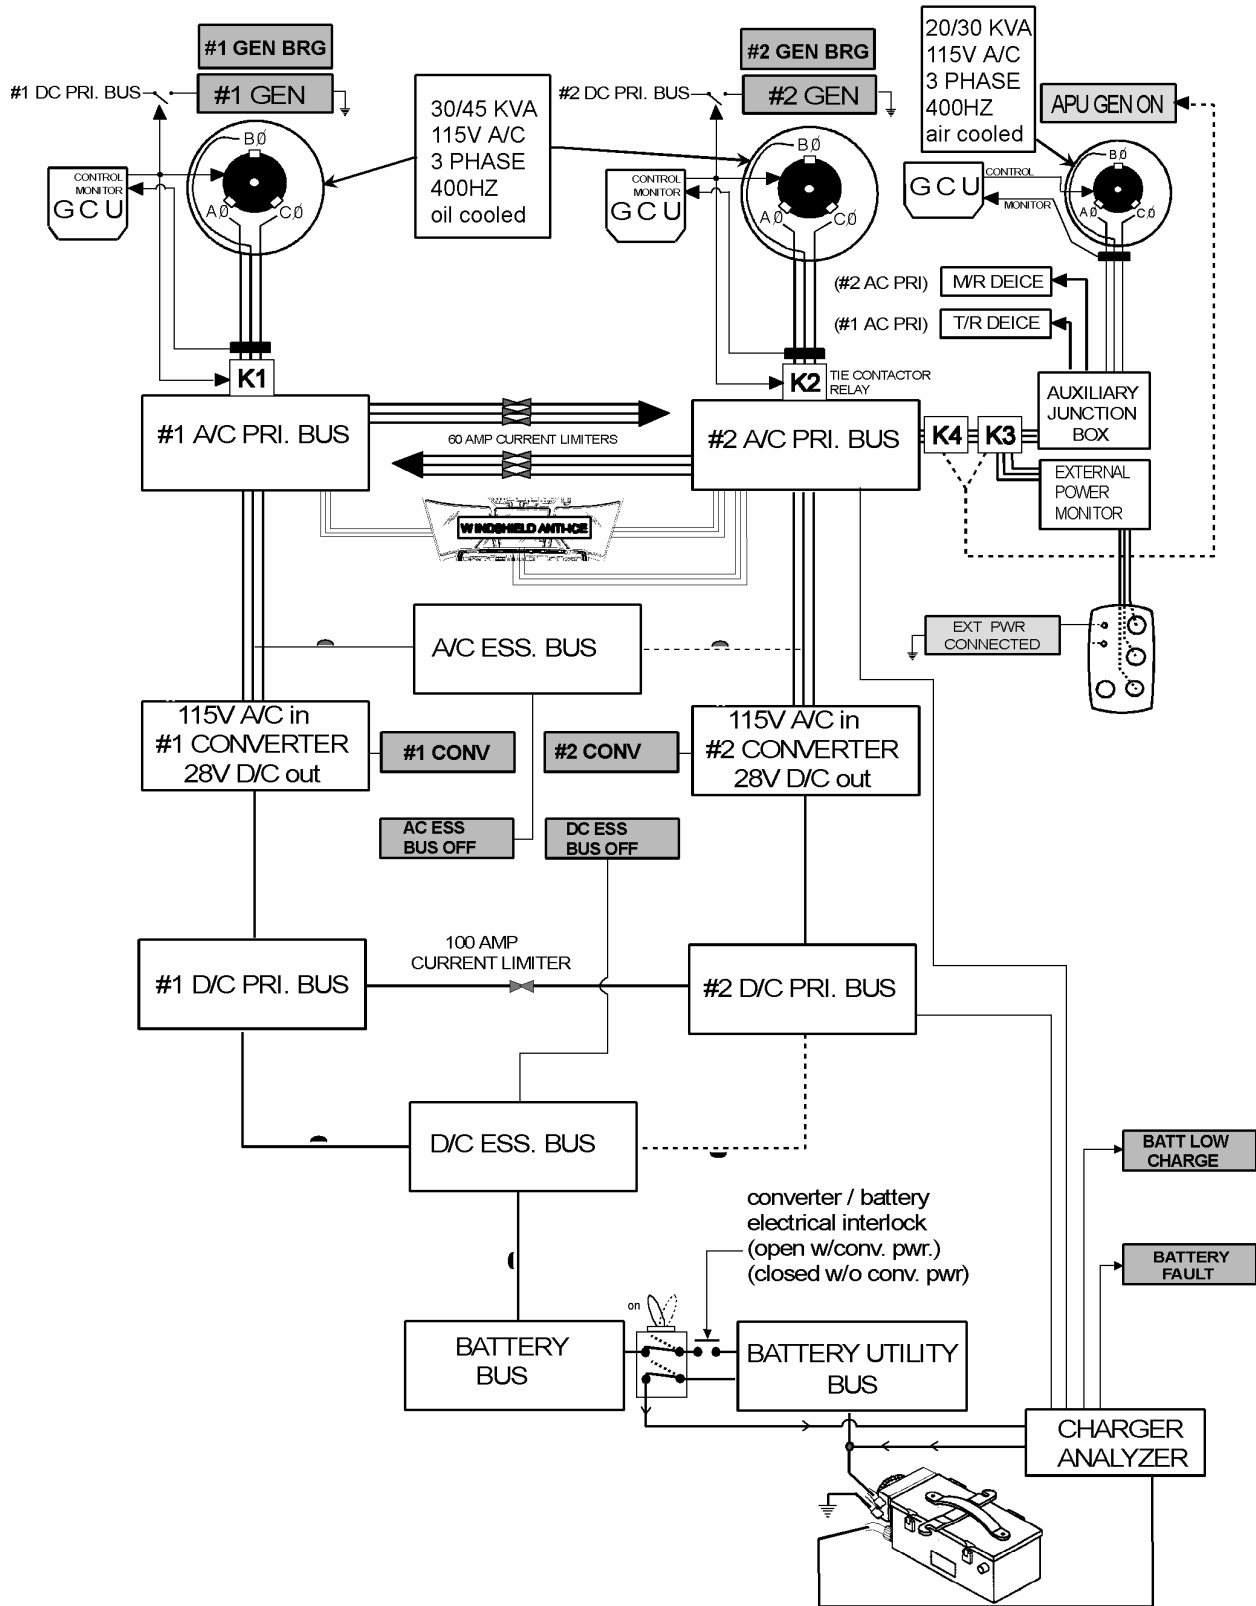 #1 GEN BRG
#1 DC PRI. BUS
#1 GEN
BØ
CONTROL
MONITOR
GCU
AØ
CØ
30/45 KVA
115V A/C
3 PHASE
400HZ
oil cooled
#2 GEN BRG
#2 DC PRI. BUS
#2 GEN
BØ
CONTROL
MONITOR
GCU
AØ
CØ
20/30 KVA
115V A/C
3 PHASE
400HZ
air cooled
APU GEN ON
BØ
GCU
CONTROL
MONITOR
AØ
CØ
(#2 AC PRI)
M/R DEICE
(#1 AC PRI)
T/R DEICE
K1
K2
TIE CONTACTOR
RELAY
#1 A/C PRI. BUS
60 AMP CURRENT LIMITERS
#2 A/C PRI. BUS
K4
K3
AUXILIARY
JUNCTION
BOX
EXTERNAL
POWER
MONITOR
WINDSHIELD ANTI-ICE
A/C ESS. BUS
EXT PWR
CONNECTED
115V A/C in
#1 CONVERTER
28V D/C out
#1 CONV
#2 CONV
115V A/C in
#2 CONVERTER
28V D/C out
AC ESS
BUS OFF
DC ESS
BUS OFF
#1 D/C PRI. BUS
100 AMP
CURRENT LIMITER
#2 D/C PRI. BUS
D/C ESS. BUS
BATT LOW
CHARGE
converter / battery
electrical interlock
(open w/conv. pwr.)
(closed w/o conv. pwr)
BATTERY
FAULT
on
BATTERY
BUS
BATTERY UTILITY
BUS
CHARGER
ANALYZER